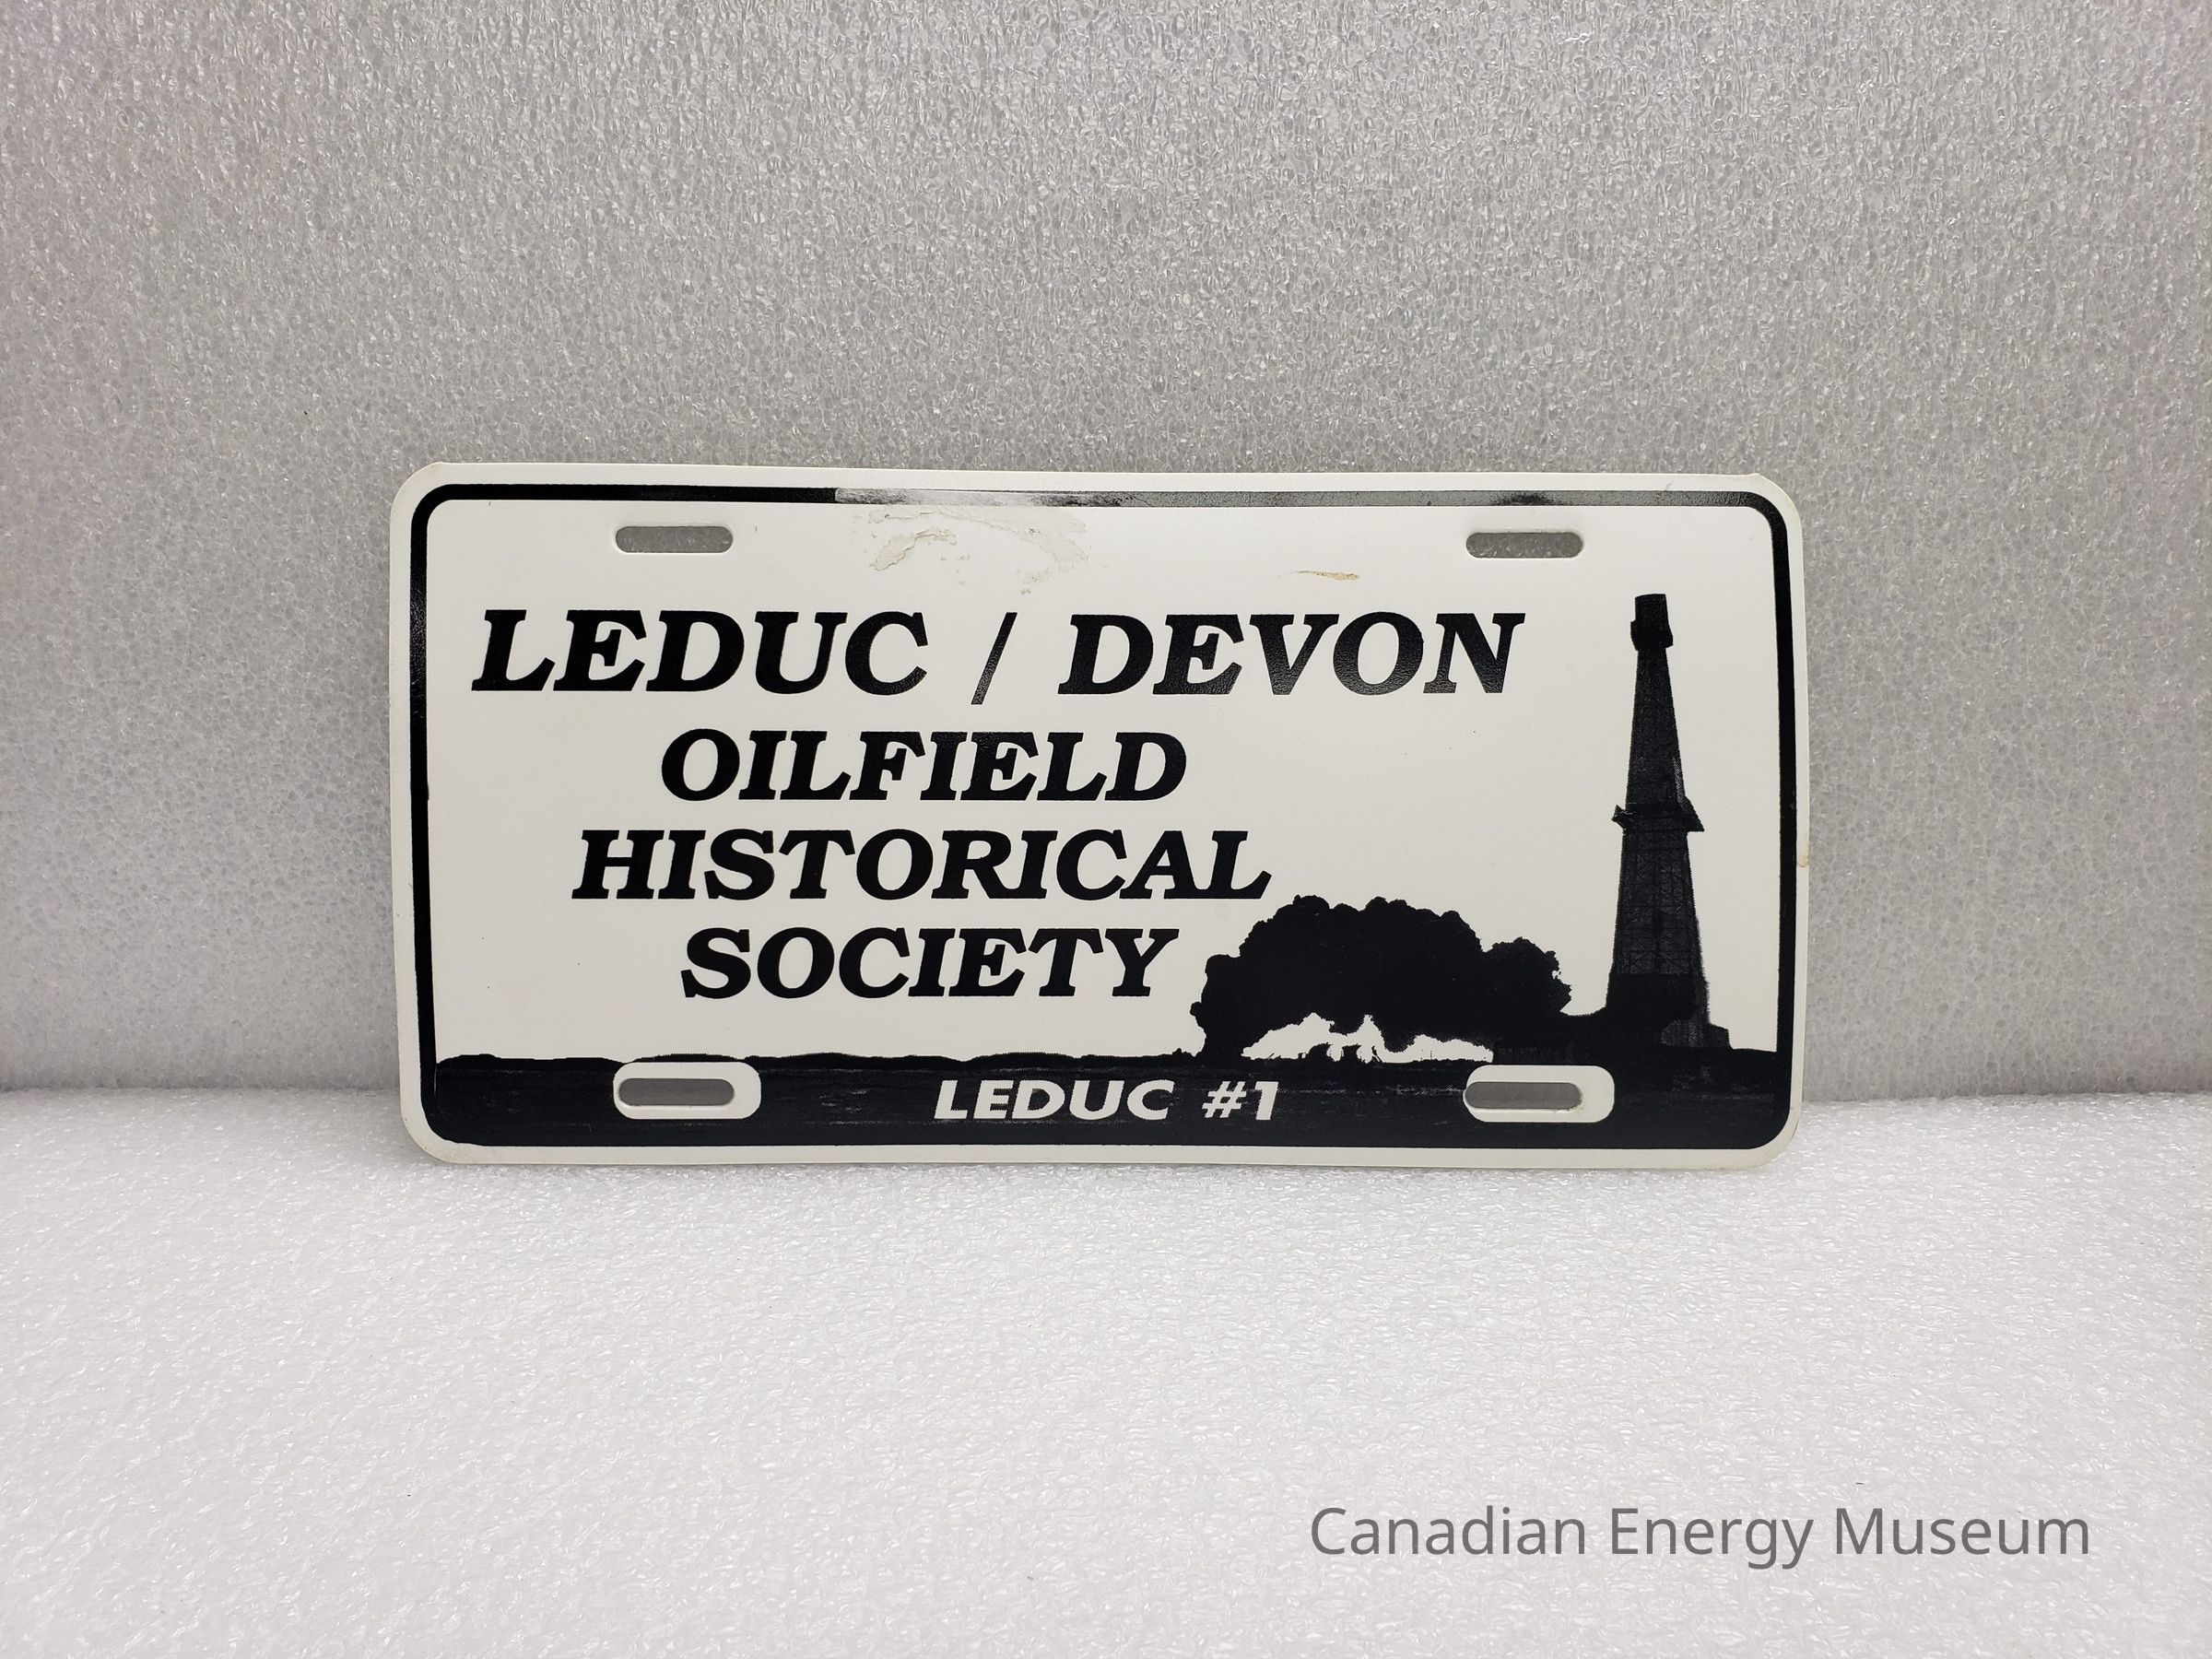 LEDUC / DEVON
OILFIELD
HISTORICAL
SOCIETY
LEDUC #1
Canadian Energy Museum